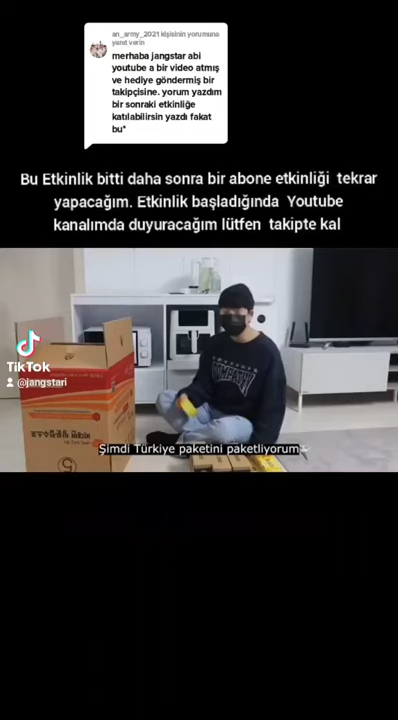 an_army_2021 kişisinin yorumuna
yanıt verin
merhaba jangstar abi
youtube a bir video atmış
ve hediye göndermiş bir
takipçisine. yorum yazdım
bir sonraki etkinliğe
katılabilirsin yazdı fakat
bu*
Bu Etkinlik bitti daha sonra bir abone etkinliği tekrar
yapacağım. Etkinlik başladığında Youtube
kanalımda duyuracağım lütfen takipte kal
TikTok
@jangstari
Şimdi Türkiye paketini paketliyorum